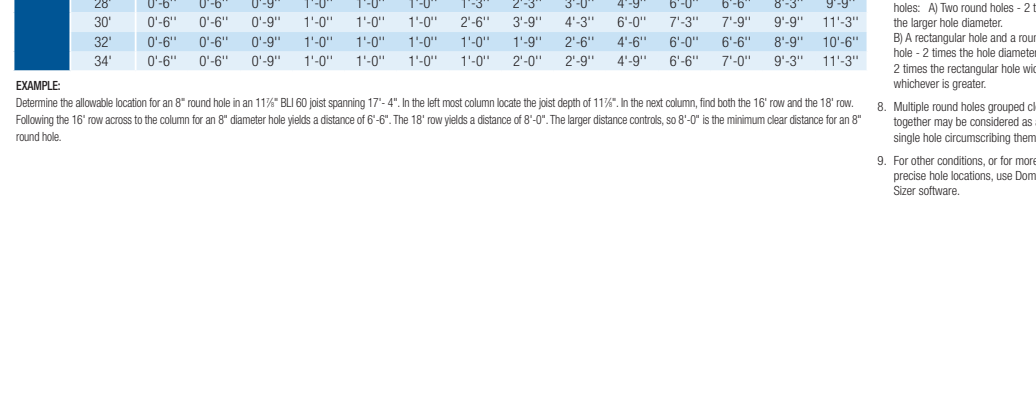 28' 0'-6'' 0'-6'' 0'-9'' 1'-0'' 1'-0'' 1'-0'' 1'-3'' 2'-3'' 3'-0'' 4'-9'' 6'-0'' 6'-6'' 8'-3'' 9'-9''
30' 0'-6'' 0'-6'' 0'-9'' 1'-0'' 1'-0'' 1'-0'' 2'-6'' 3'-9'' 4'-3'' 6'-0'' 7'-3'' 7'-9'' 9'-9'' 11'-3''
32' 0'-6'' 0'-6'' 0'-9'' 1'-0'' 1'-0'' 1'-0'' 1'-0'' 1'-9'' 2'-6'' 4'-6'' 6'-0'' 6'-6'' 8'-9'' 10'-6''
34' 0'-6'' 0'-6'' 0'-9'' 1'-0'' 1'-0'' 1'-0'' 1'-0'' 2'-0'' 2'-9'' 4'-9'' 6'-6'' 7'-0'' 9'-3'' 11'-3''
EXAMPLE:
Determine the allowable location for an 8" round hole in an 11⅞" BLI 60 joist spanning 17'- 4". In the left most column locate the joist depth of 11⅞". In the next column, find both the 16' row and the 18' row.
Following the 16' row across to the column for an 8" diameter hole yields a distance of 6'-6". The 18' row yields a distance of 8'-0". The larger distance controls, so 8'-0" is the minimum clear distance for an 8"
round hole.
holes: A) Two round holes - 2 t
the larger hole diameter.
B) A rectangular hole and a roun
hole - 2 times the hole diameter
2 times the rectangular hole wid
whichever is greater.
8. Multiple round holes grouped cl
together may be considered as a
single hole circumscribing them
9. For other conditions, or for more
precise hole locations, use Dom
Sizer software.